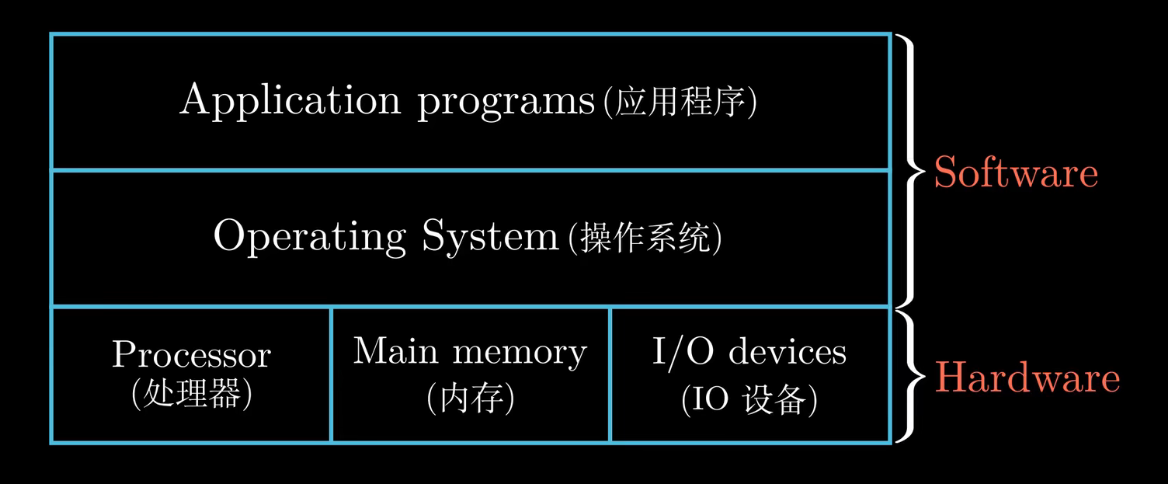 Application programs (应用程序)
Software
Operating System (操作系统)
Processor
(处理器)
Main memory
(内存)
I/O devices
(IO 设备)
Hardware